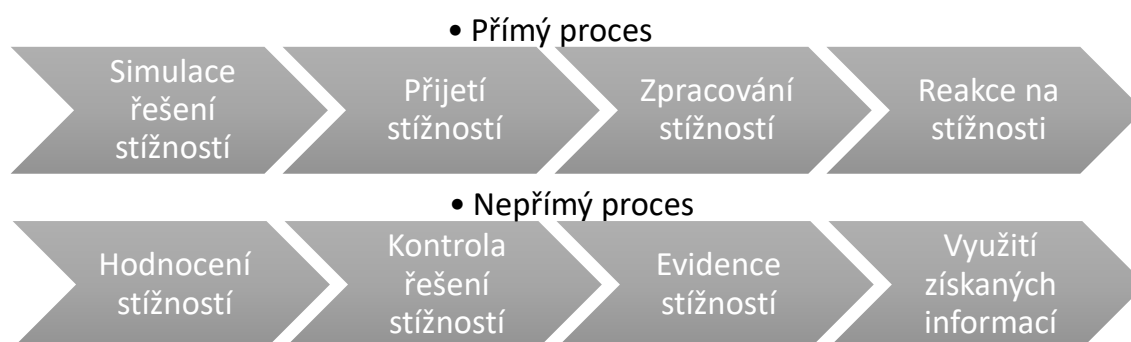 • Přímý proces
Simulace
řešení
stížností
Přijetí
stížností
Zpracování
stížností
Reakce na
stížnosti
• Nepřímý proces
Hodnocení
stížností
Kontrola
řešení
stížností
Evidence
stížností
Využití
získaných
informací